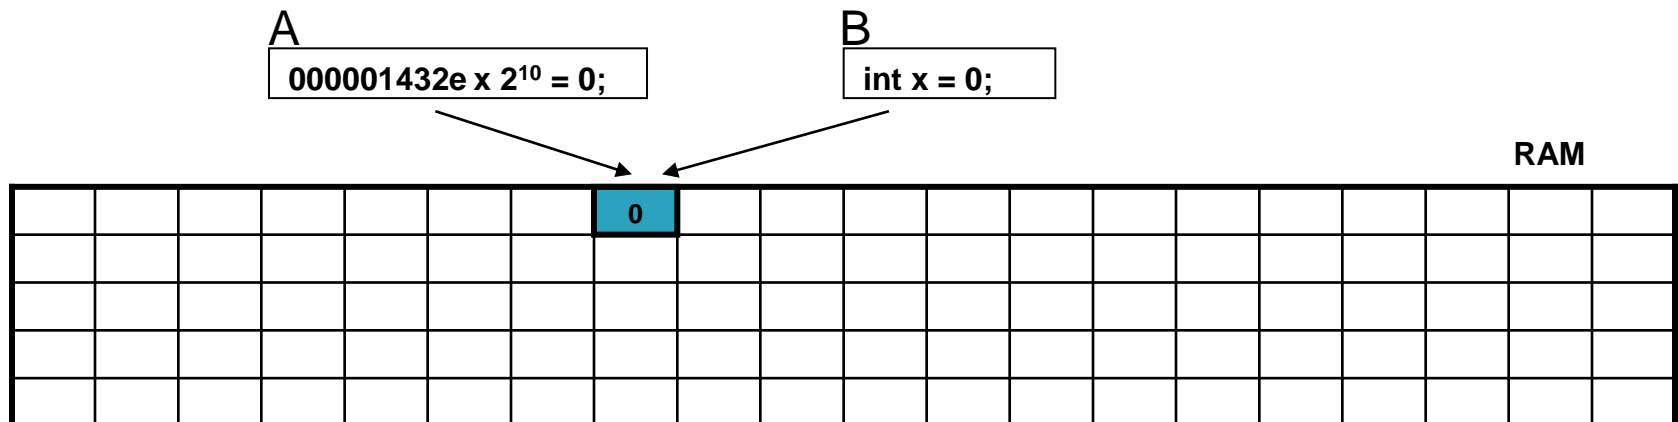 A
B
000001432e x 2¹⁰ = 0;
int x = 0;
RAM
0